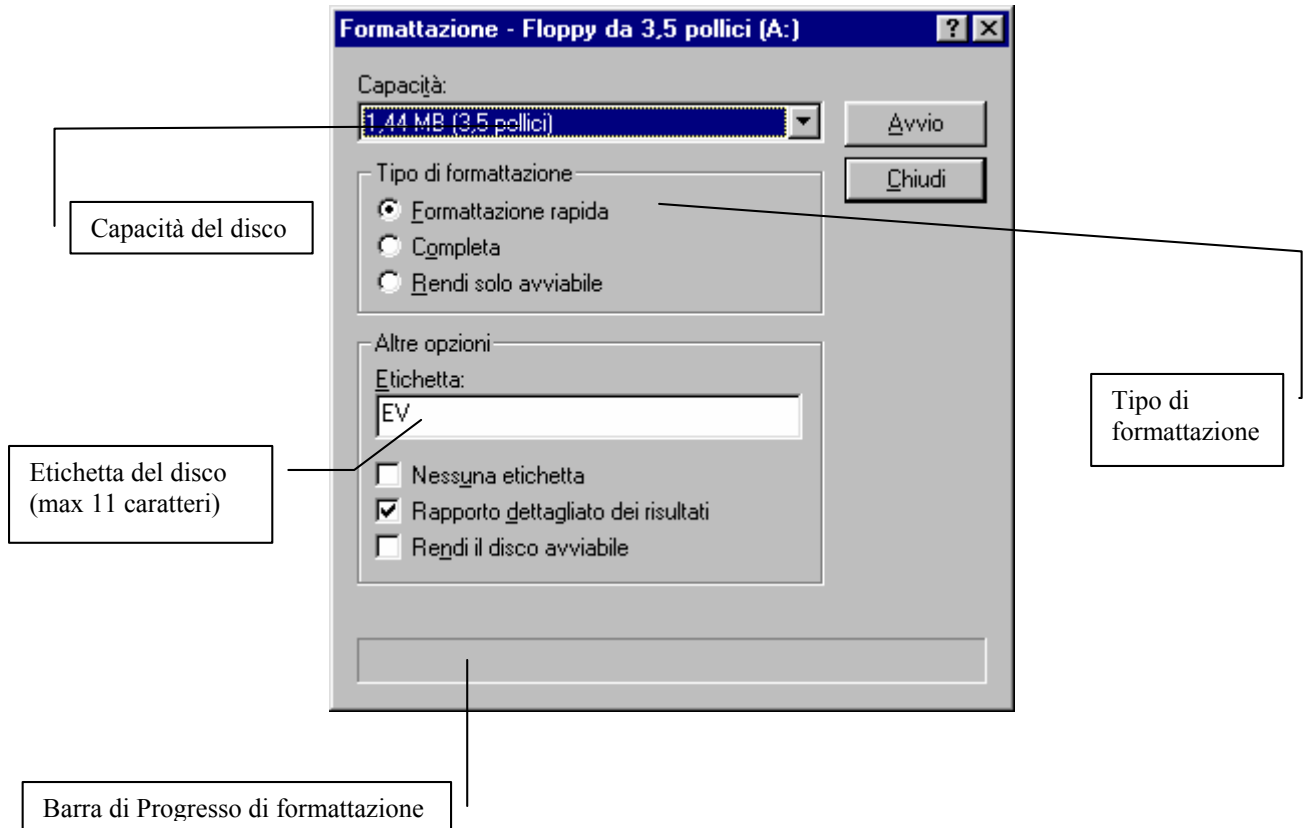 Formattazione - Floppy da 3,5 pollici (A:)
Capacità:
1,44 MB (3,5 pollici)
Avvio
Tipo di formattazione
Chiudi
Formattazione rapida
Capacità del disco
Completa
Rendi solo avviabile
Altre opzioni
Etichetta:
EV
Tipo di
formattazione
Etichetta del disco
(max 11 caratteri)
Nessuna etichetta
Rapporto dettagliato dei risultati
Rendi il disco avviabile
Barra di Progresso di formattazione